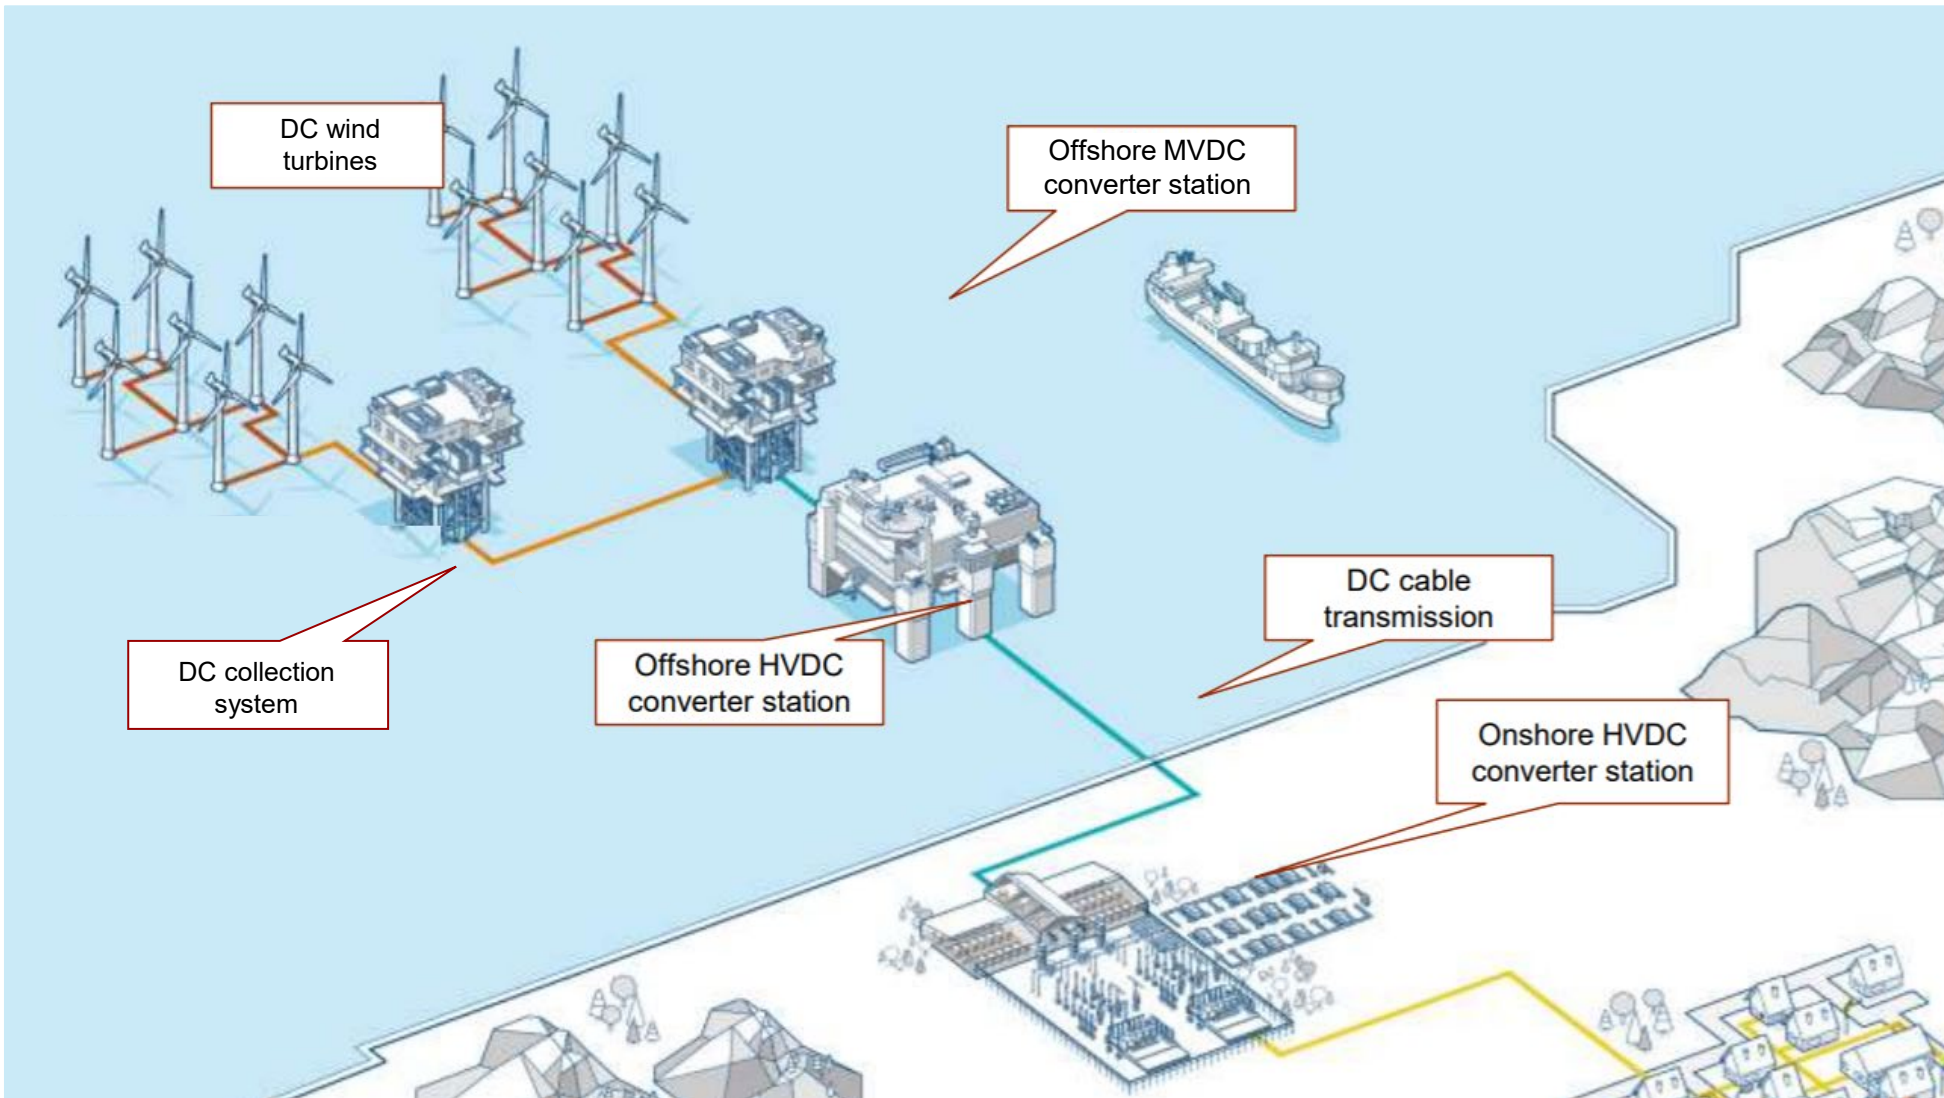 DC wind
turbines
Offshore MVDC
converter station
DC cable
transmission
DC collection
system
Offshore HVDC
converter station
Onshore HVDC
converter station